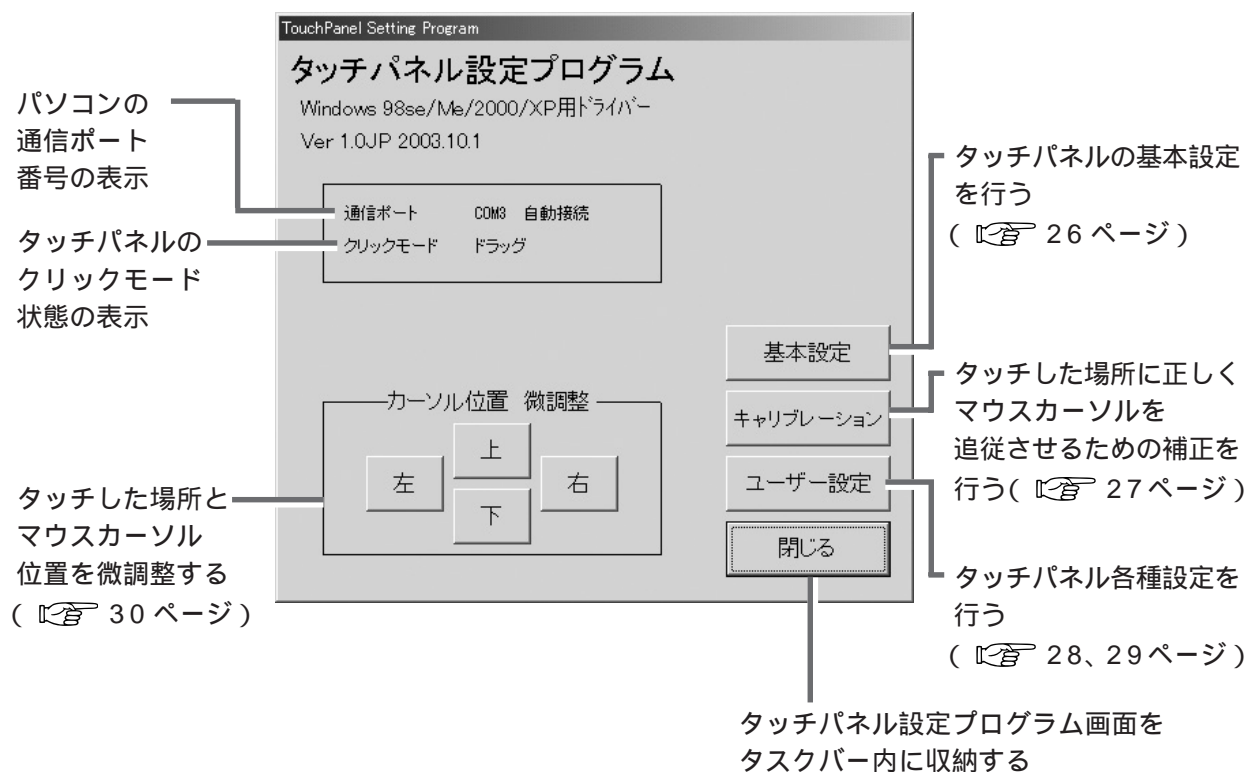 TouchPanel Setting Program
タッチパネル設定プログラム
Windows 98se/Me/2000/XP用ドライバー
Ver 1.0JP 2003.10.1
通信ポート COM3 自動接続
クリックモード ドラッグ
カーソル位置 微調整
上
左
右
下
基本設定
キャリブレーション
ユーザー設定
閉じる
パソコンの
通信ポート
番号の表示
タッチパネルの
クリックモード
状態の表示
タッチした場所と
マウスカーソル
位置を微調整する
( 30ページ)
タッチパネルの基本設定
を行う
( 26ページ)
タッチした場所に正しく
マウスカーソルを
追従させるための補正を
行う( 27ページ)
タッチパネル各種設定を
行う
( 28、29ページ)
タッチパネル設定プログラム画面を
タスクバー内に収納する